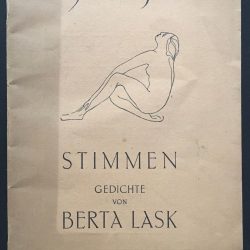 STIMMEN
GEDICHTE
VON
BERTA LASK